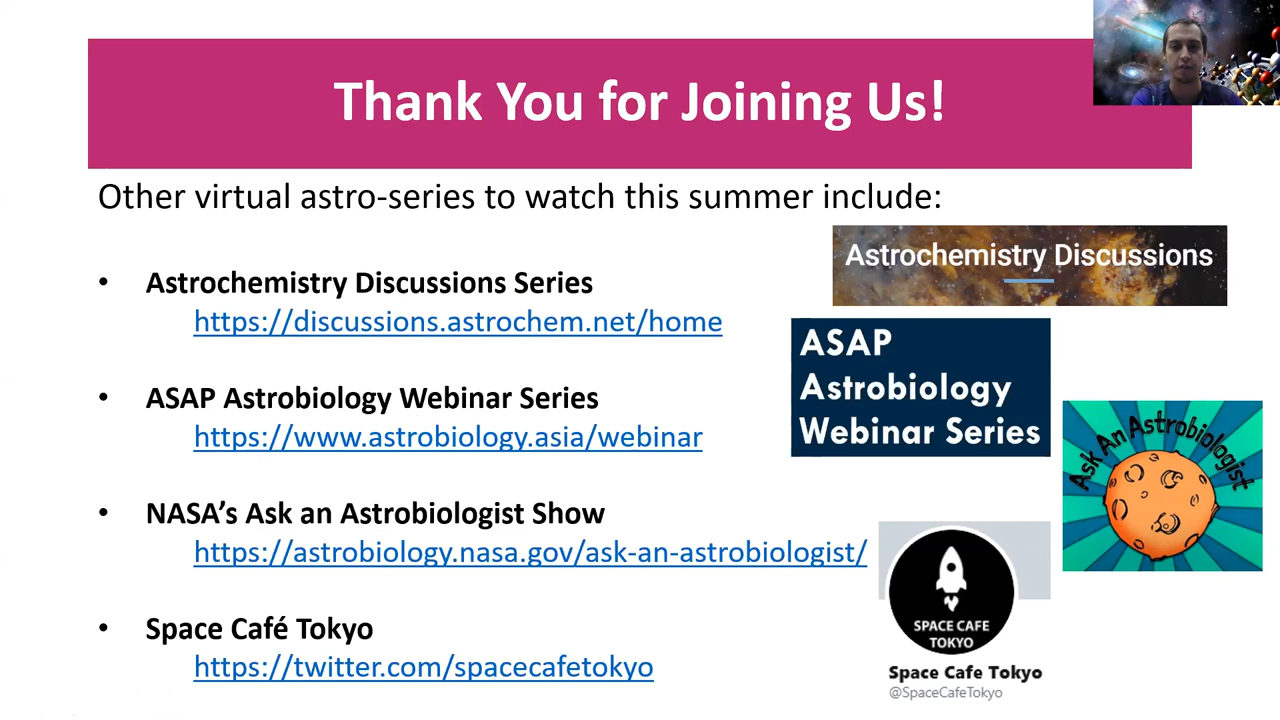 Thank You for Joining Us!
Other virtual astro-series to watch this summer include:
• Astrochemistry Discussions Series
https://discussions.astrochem.net/home
• ASAP Astrobiology Webinar Series
https://www.astrobiology.asia/webinar
• NASA’s Ask an Astrobiologist Show
https://astrobiology.nasa.gov/ask-an-astrobiologist/
• Space Café Tokyo
https://twitter.com/spacecafetokyo
Astrochemistry Discussions
ASAP
Astrobiology
Webinar Series
Ask An Astrobiologist
SPACE CAFE
TOKYO
Space Cafe Tokyo
@SpaceCafeTokyo